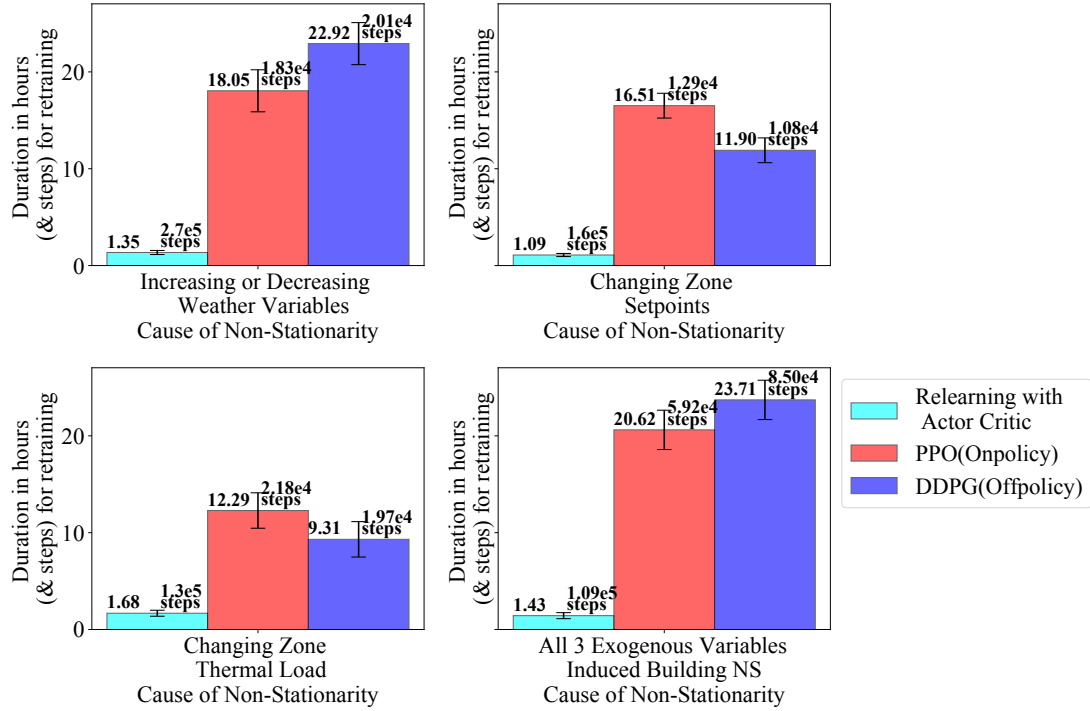 Duration in hours
(& steps) for retraining
20
10
0
1.35
2.7e5
steps
18.05
1.83e4
steps
22.92
2.01e4
steps
Increasing or Decreasing
Weather Variables
Cause of Non-Stationarity
Duration in hours
(& steps) for retraining
20
10
0
1.09
1.6e5
steps
16.51
1.29e4
steps
11.90
1.08e4
steps
Changing Zone
Setpoints
Cause of Non-Stationarity
Duration in hours
(& steps) for retraining
20
10
0
1.68
1.3e5
steps
12.29
2.18e4
steps
9.31
1.97e4
steps
Changing Zone
Thermal Load
Cause of Non-Stationarity
Duration in hours
(& steps) for retraining
20
10
0
1.43
1.09e5
steps
20.62
5.92e4
steps
23.71
8.50e4
steps
All 3 Exogenous Variables
Induced Building NS
Cause of Non-Stationarity
Relearning with
Actor Critic
PPO(Onpolicy)
DDPG(Offpolicy)